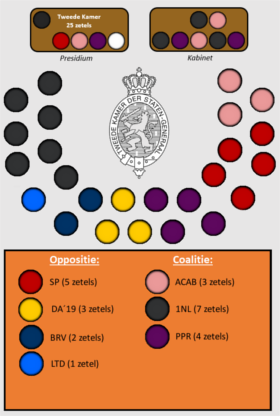 Tweede Kamer
25 zetels
Presidium
Kabinet
TWEEDE KAMER DER STATEN-GENERAAL
Oppositie:
Coalitie:
SP (5 zetels)
ACAB (3 zetels)
DA´19 (3 zetels)
1NL (7 zetels)
BRV (2 zetels)
PPR (4 zetels)
LTD (1 zetel)